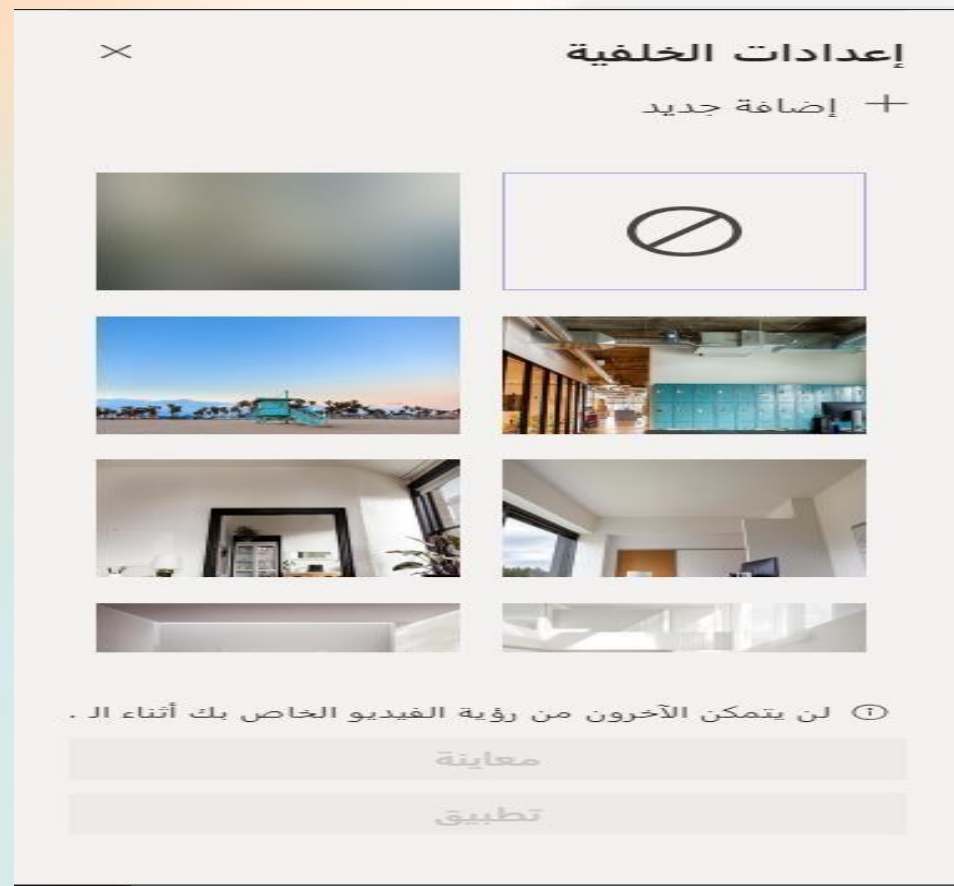 إعدادات الخلفية
إضافة جديد
لن يتمكن الآخرون من رؤية الفيديو الخاص بك أثناء الـ .
معاينة
تطبيق